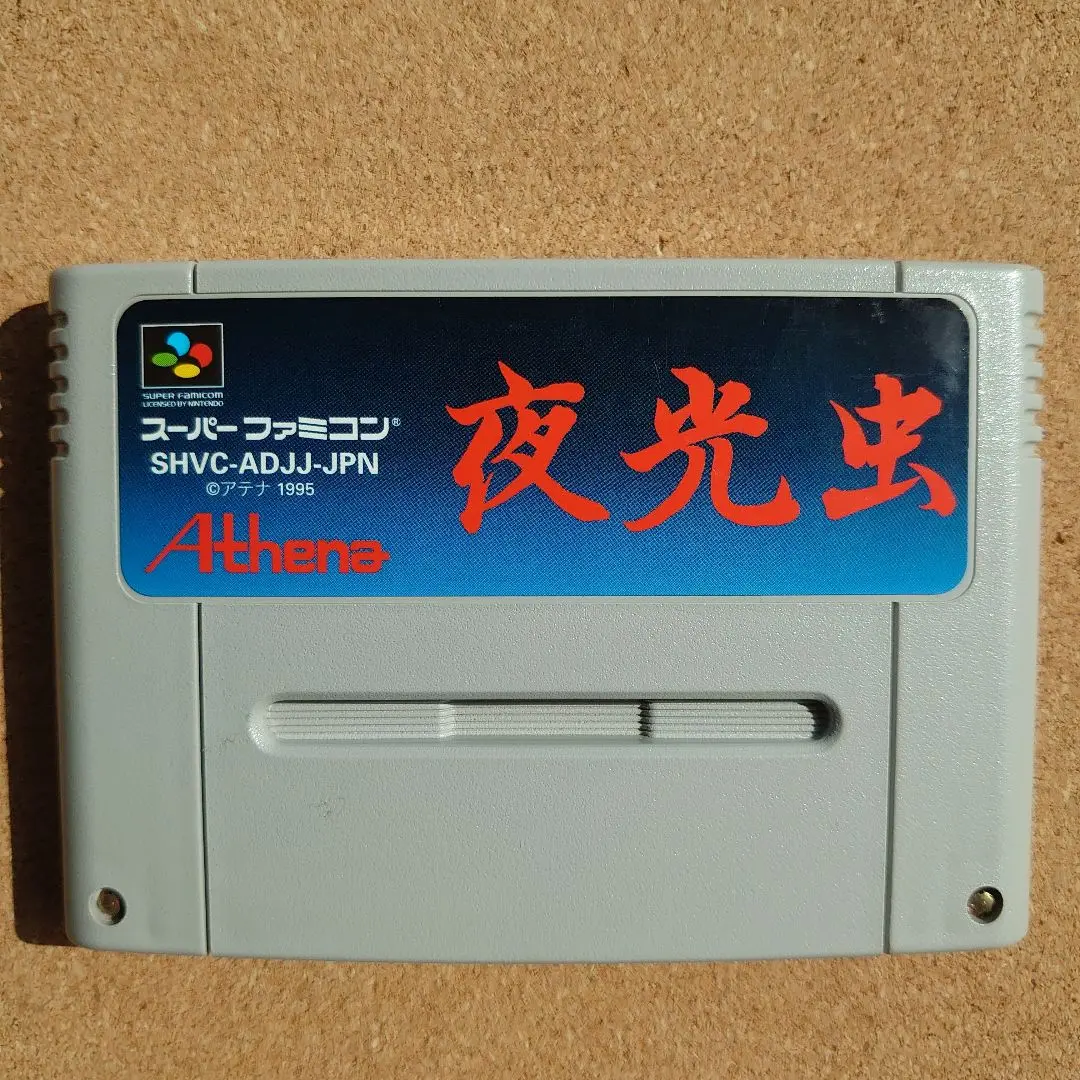 SUPER FAMICOM
LICENSED BY NINTENDO
スーパーファミコン®
SHVC-ADJJ-JPN
©アテナ 1995
Athena
夜光虫